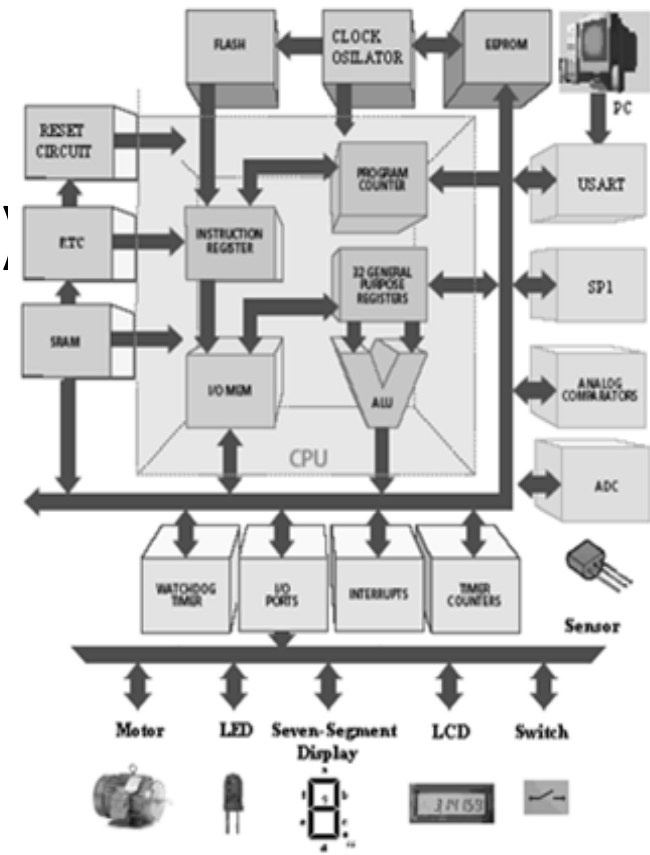 FLASH
CLOCK
OSILATOR
EEPROM
PC
RESET
CIRCUIT
PROGRAM
COUNTER
USART
RTC
INSTRUCTION
REGISTER
32 GENERAL
PURPOSE
REGISTERS
SP1
SRAM
I/O MEM
ALU
ANALOG
COMPARATORS
CPU
ADC
WATCHDOG
TIMER
I/O
PORTS
INTERRUPTS
TIMER
COUNTERS
Sensor
Motor
LED
Seven-Segment
Display
LCD
Switch
a
f
b
g
e
c
d
3.14159